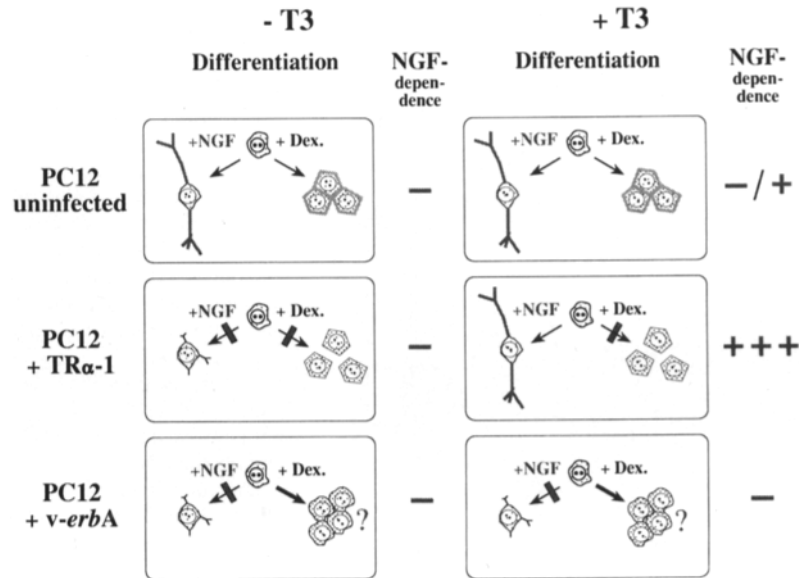 - T3
+ T3
Differentiation
NGF-
depen-
dence
Differentiation
NGF-
depen-
dence
PC12
uninfected
+NGF
+ Dex.
–
+NGF
+ Dex.
– / +
PC12
+ TRα-1
+NGF
+ Dex.
–
+NGF
+ Dex.
+++
PC12
+ v-erbA
+NGF
+ Dex.
?
–
+NGF
+ Dex.
?
–